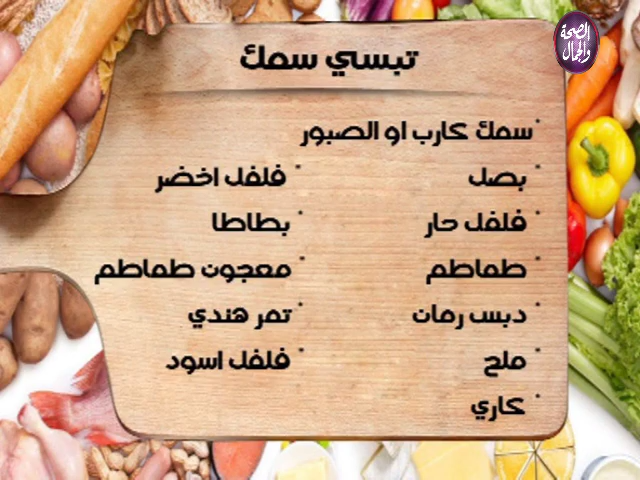 الصحة
والجمال
تبسي سمك
سمك كارب او الصبور
بصل
فلفل اخضر
فلفل حار
بطاطا
طماطم
معجون طماطم
دبس رمان
تمر هندي
ملح
فلفل اسود
كاري